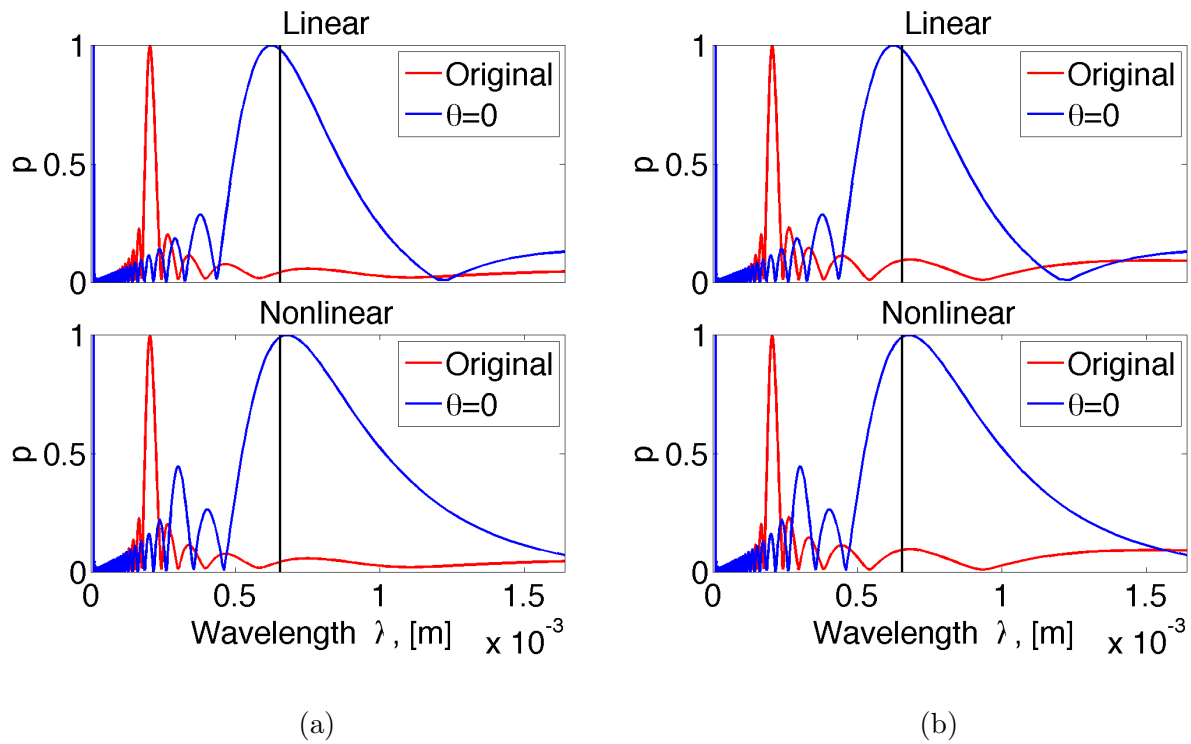 Linear
1
0.5
0
p
Original
θ=0
Nonlinear
1
0.5
0
p
Original
θ=0
0
0.5
1
1.5
Wavelength λ, [m]
x 10⁻³
(a)
Linear
1
0.5
0
p
Original
θ=0
Nonlinear
1
0.5
0
p
Original
θ=0
0
0.5
1
1.5
Wavelength λ, [m]
x 10⁻³
(b)